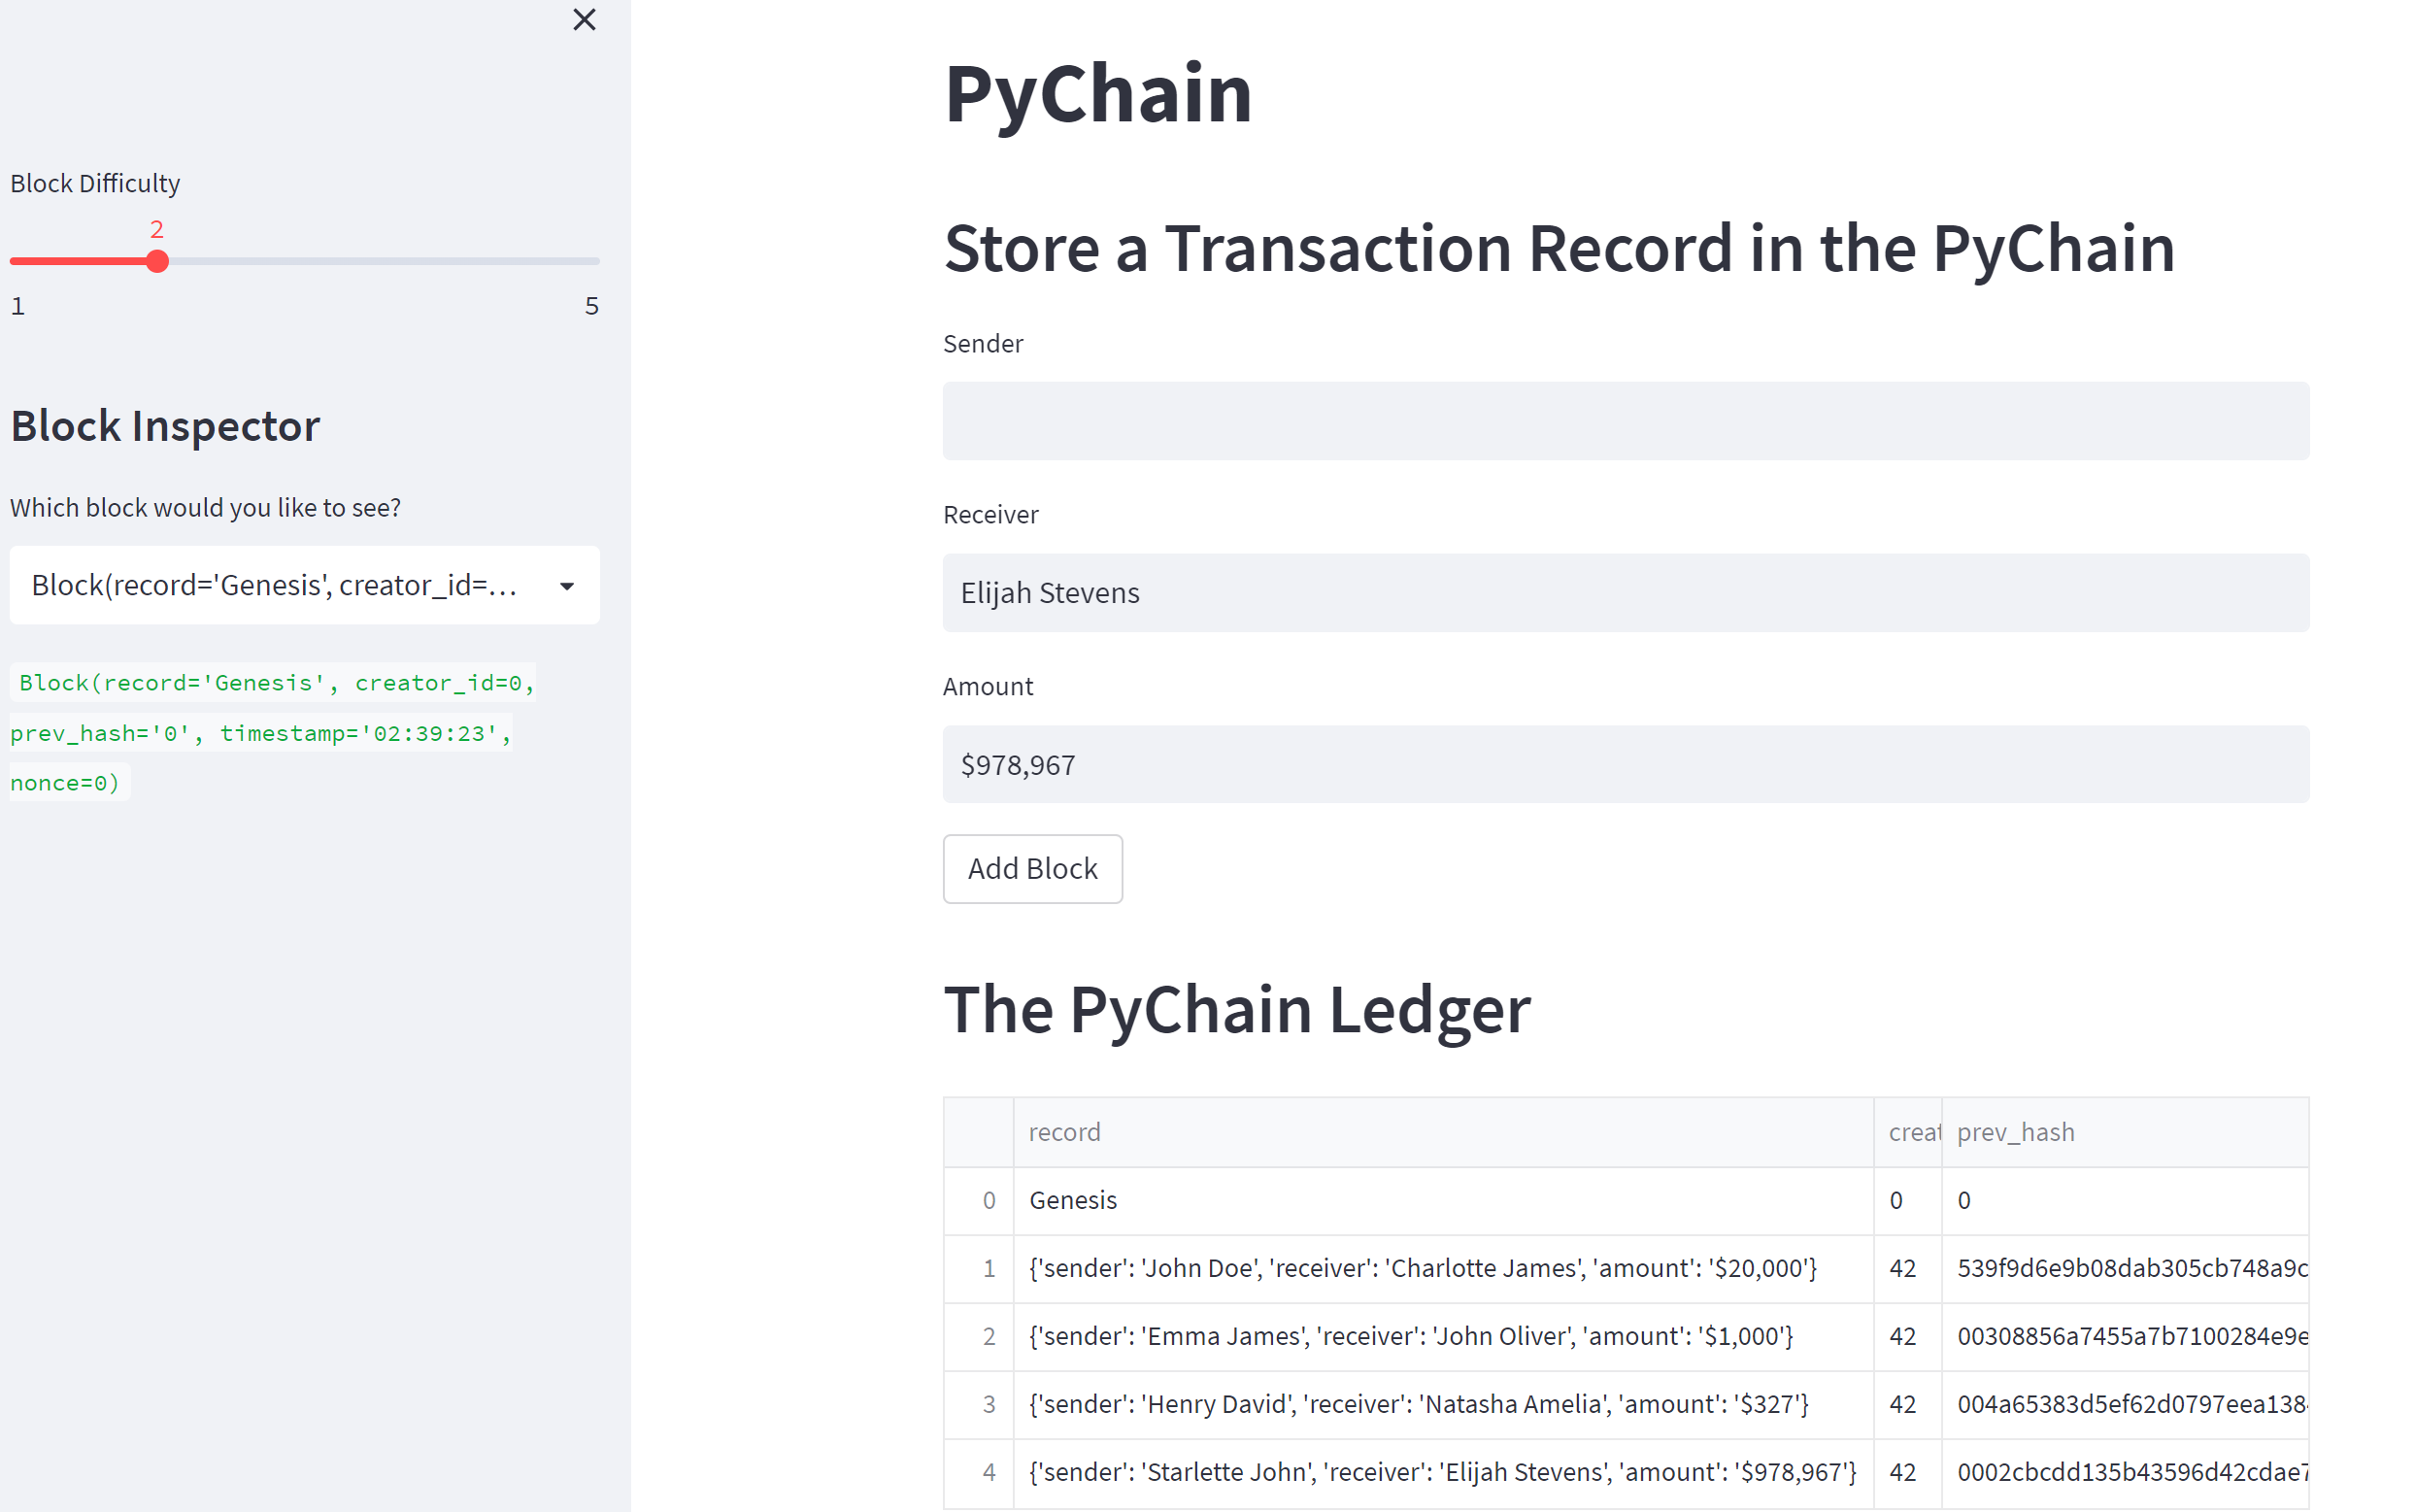 Block Difficulty
2
1 5
Block Inspector
Which block would you like to see?
Block(record='Genesis', creator_id=...
Block(record='Genesis', creator_id=0,
prev_hash='0', timestamp='02:39:23',
nonce=0)
PyChain
Store a Transaction Record in the PyChain
Sender
Receiver
Elijah Stevens
Amount
$978,967
Add Block
The PyChain Ledger
record creat prev_hash
0 Genesis 0 0
1 {'sender': 'John Doe', 'receiver': 'Charlotte James', 'amount': '$20,000'} 42 539f9d6e9b08dab305cb748a9c
2 {'sender': 'Emma James', 'receiver': 'John Oliver', 'amount': '$1,000'} 42 00308856a7455a7b7100284e9e
3 {'sender': 'Henry David', 'receiver': 'Natasha Amelia', 'amount': '$327'} 42 004a65383d5ef62d0797eea138
4 {'sender': 'Starlette John', 'receiver': 'Elijah Stevens', 'amount': '$978,967'} 42 0002cbcdd135b43596d42cdae7